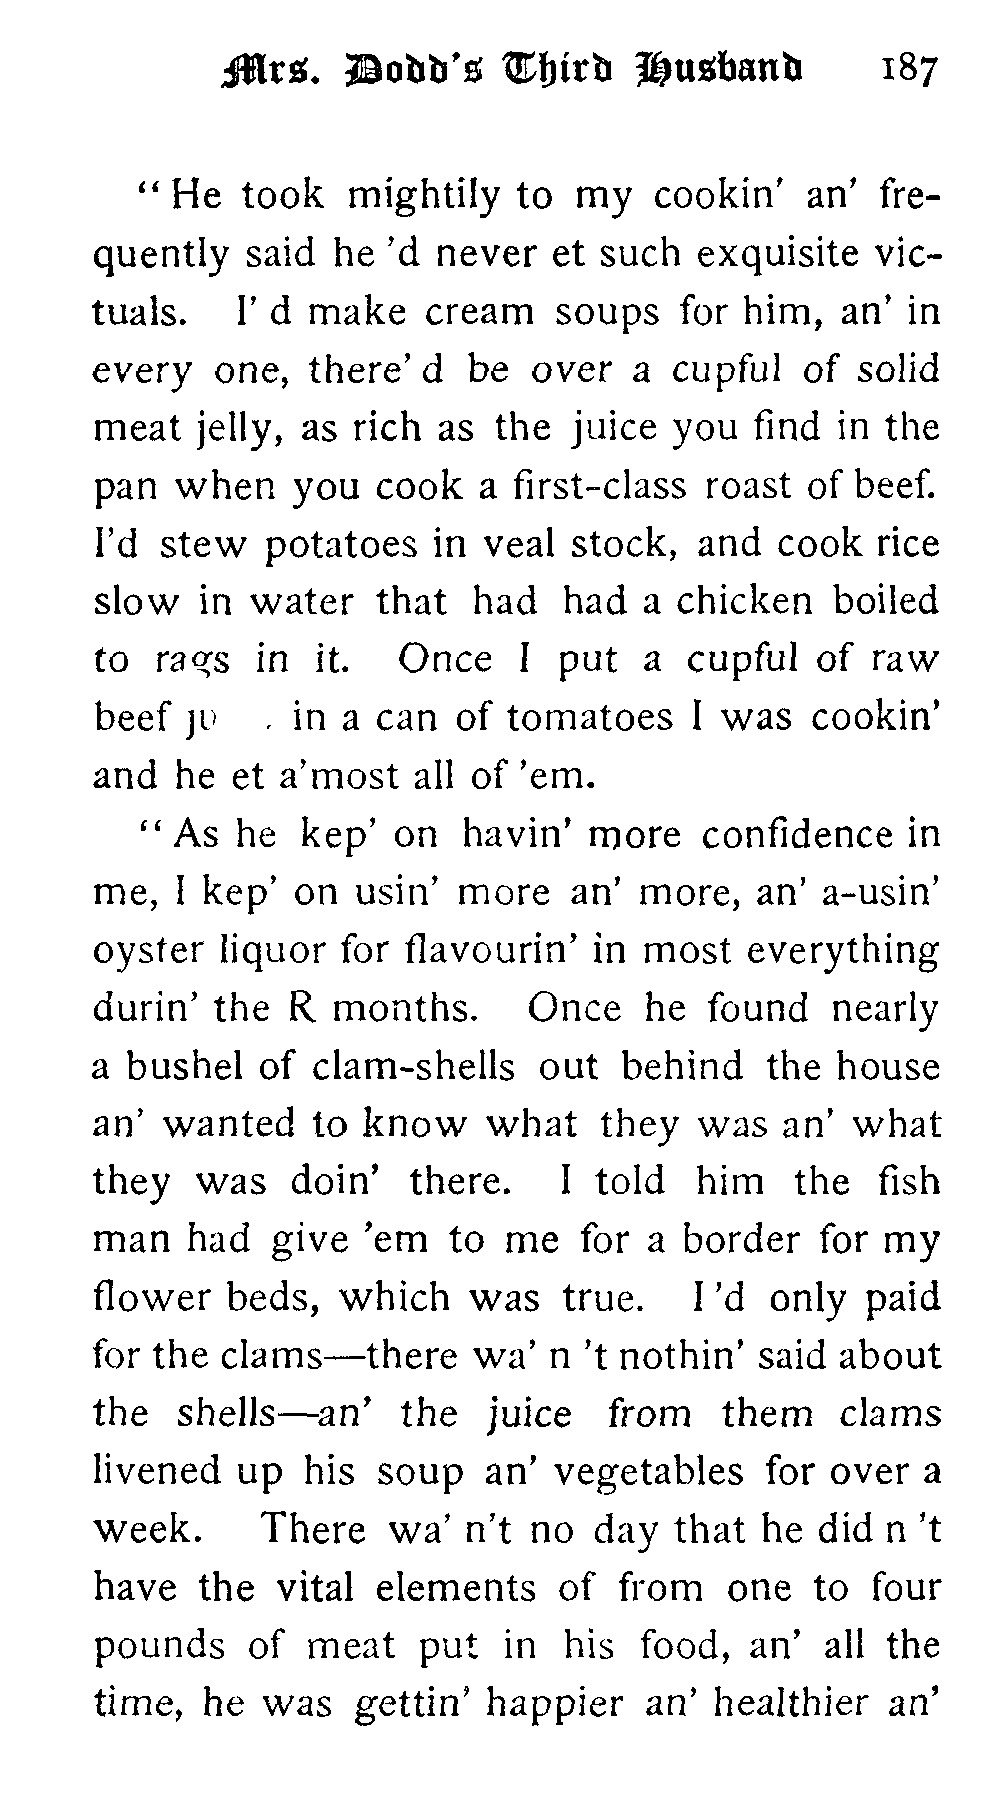 Mrs. Dodd's Third Husband 187
"He took mightily to my cookin' an' fre-
quently said he 'd never et such exquisite vic-
tuals. I' d make cream soups for him, an' in
every one, there' d be over a cupful of solid
meat jelly, as rich as the juice you find in the
pan when you cook a first-class roast of beef.
I'd stew potatoes in veal stock, and cook rice
slow in water that had had a chicken boiled
to rags in it. Once I put a cupful of raw
beef in a can of tomatoes I was cookin'
and he et a'most all of 'em.
"As he kep' on havin' more confidence in
me, I kep' on usin' more an' more, an' a-usin'
oyster liquor for flavourin' in most everything
durin' the R months. Once he found nearly
a bushel of clam-shells out behind the house
an' wanted to know what they was an' what
they was doin' there. I told him the fish
man had give 'em to me for a border for my
flower beds, which was true. I 'd only paid
for the clams—there wa' n 't nothin' said about
the shells—an' the juice from them clams
livened up his soup an' vegetables for over a
week. There wa' n't no day that he did n 't
have the vital elements of from one to four
pounds of meat put in his food, an' all the
time, he was gettin' happier an' healthier an'